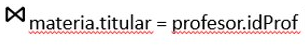 ⋈ materia.titular = profesor.idProf